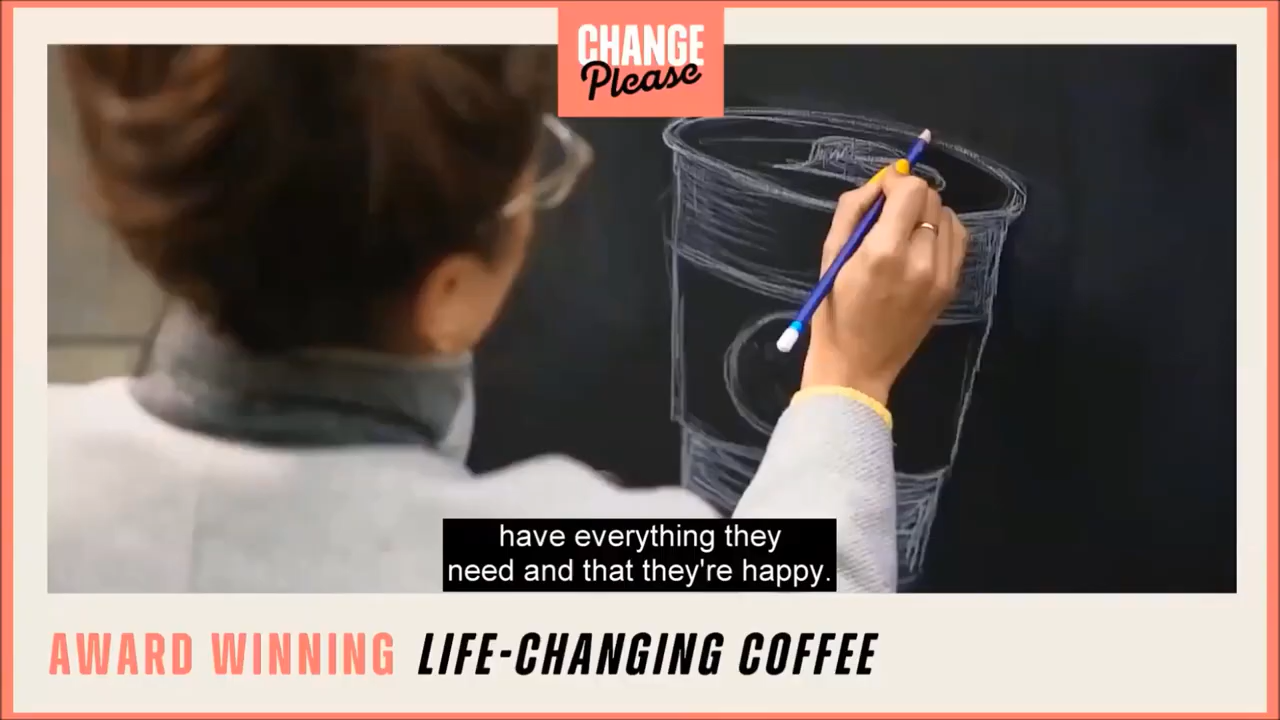 CHANGE
Please
have everything they
need and that they're happy.
AWARD WINNING LIFE-CHANGING COFFEE